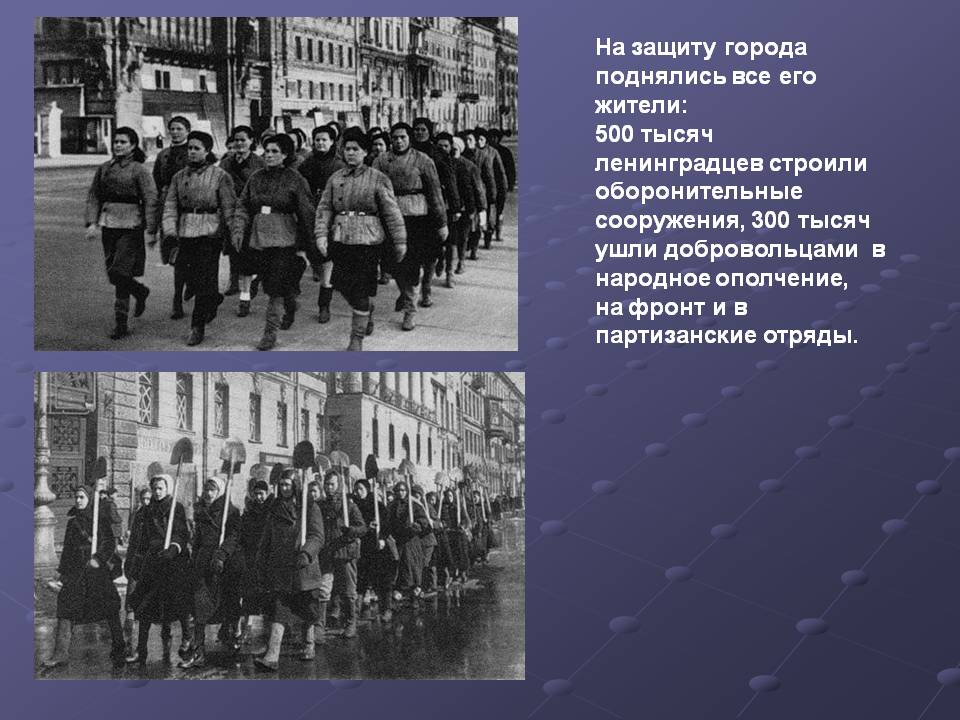 На защиту города
поднялись все его
жители:
500 тысяч
ленинградцев строили
оборонительные
сооружения, 300 тысяч
ушли добровольцами в
народное ополчение,
на фронт и в
партизанские отряды.